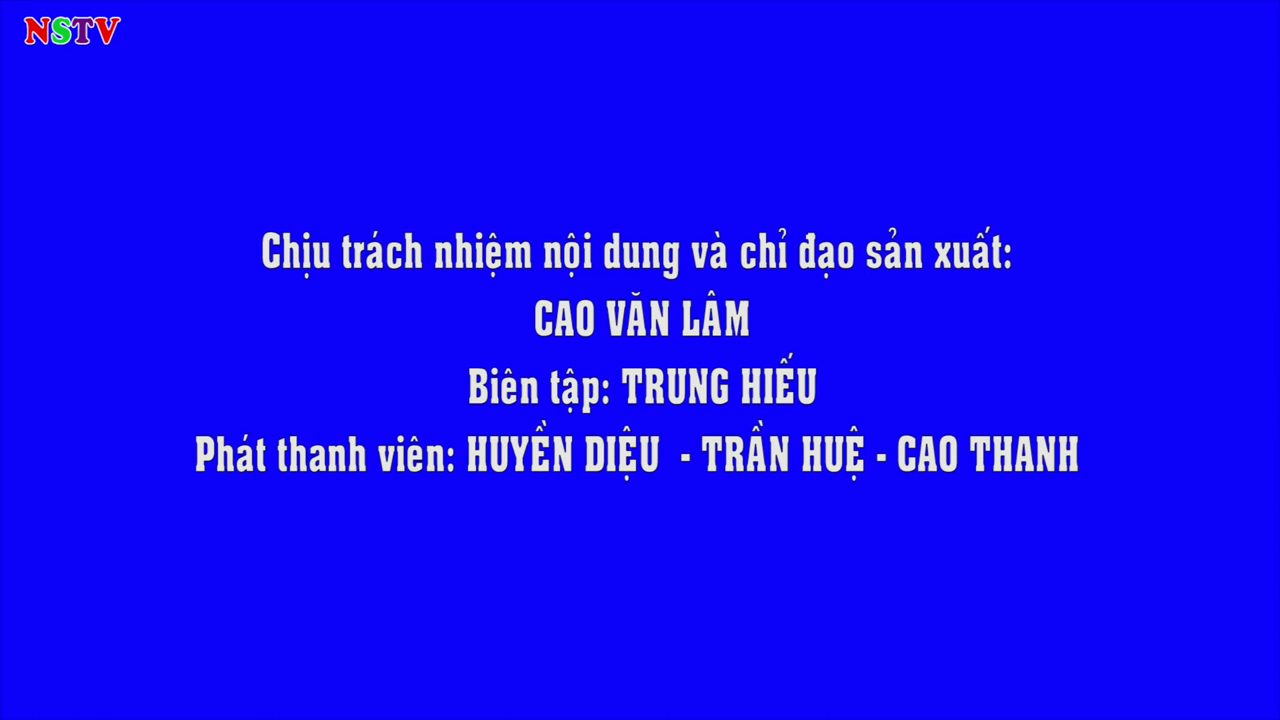 NSTV
Chịu trách nhiệm nội dung và chỉ đạo sản xuất:
CAO VĂN LÂM
Biên tập: TRUNG HIẾU
Phát thanh viên: HUYỀN DIỆU - TRẦN HUỆ - CAO THANH